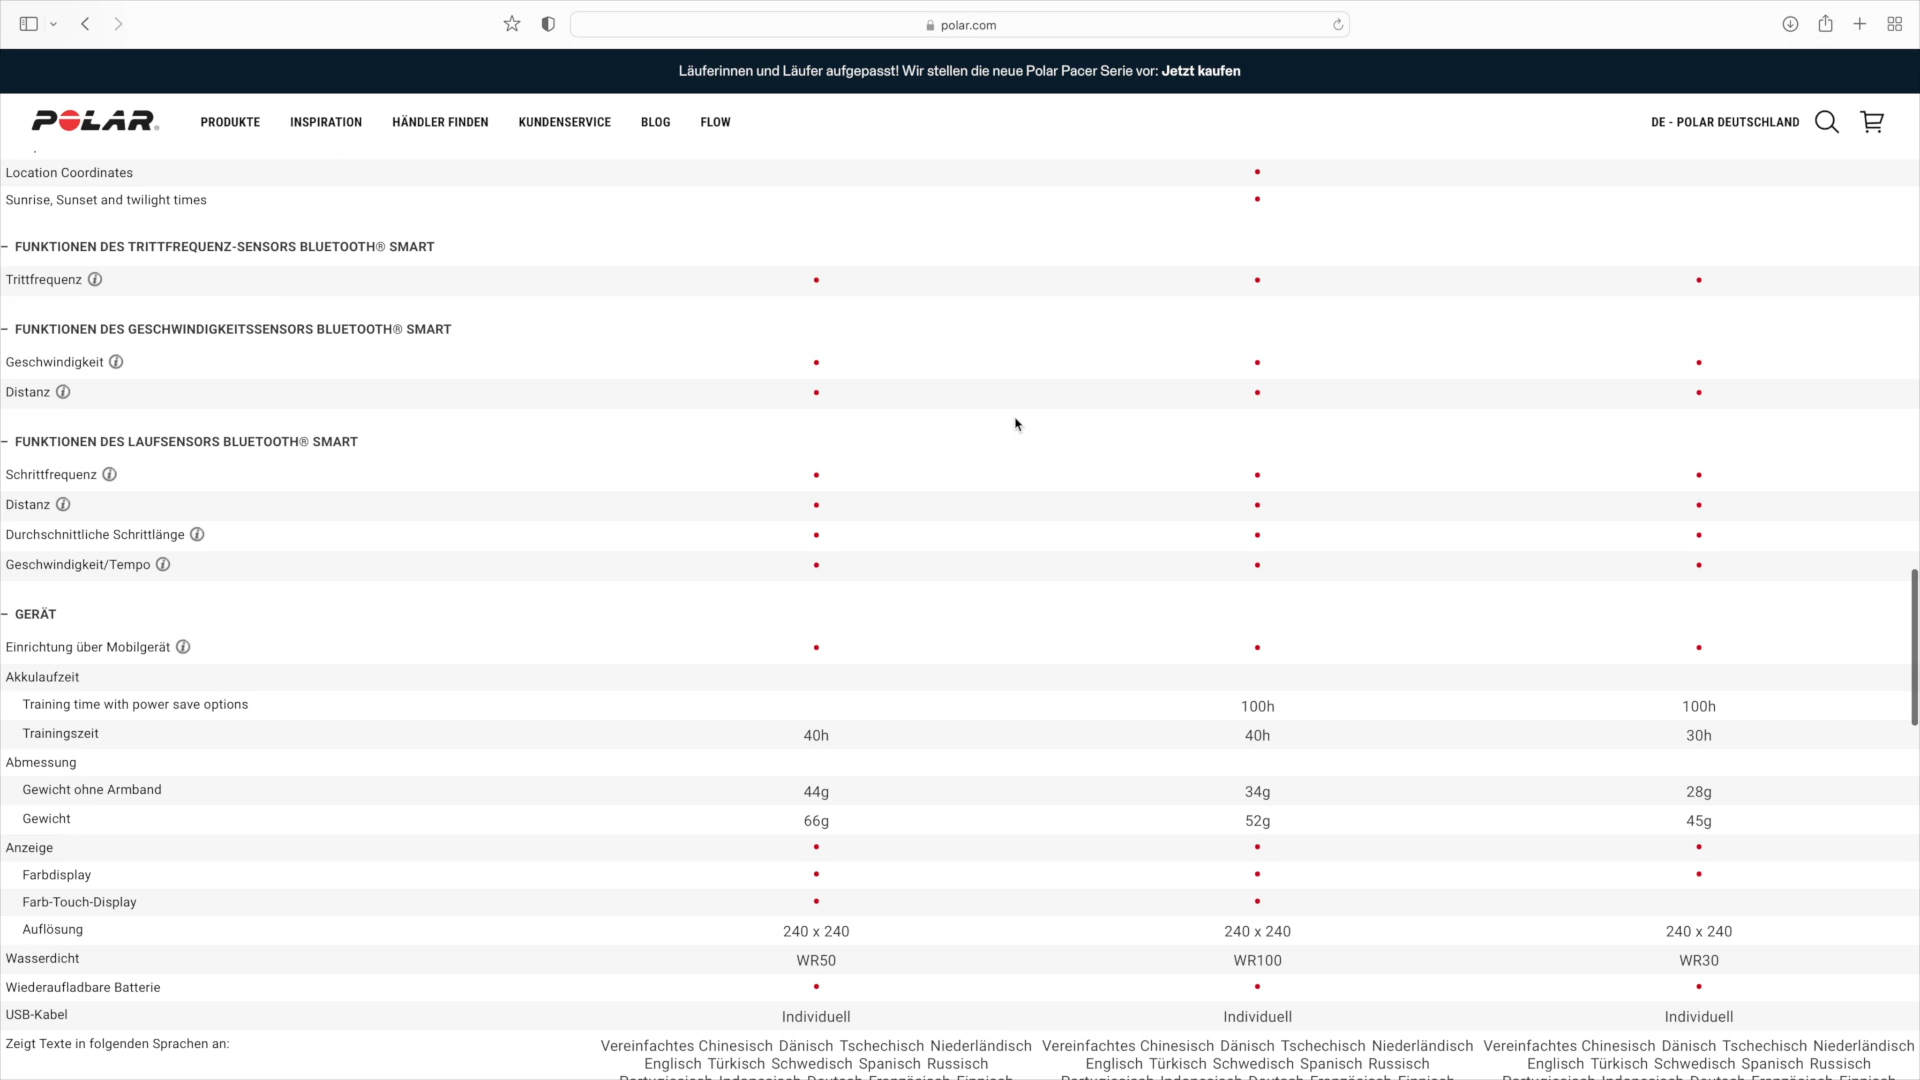 polar.com
Läuferinnen und Läufer aufgepasst! Wir stellen die neue Polar Pacer Serie vor: Jetzt kaufen
POLAR. PRODUKTE INSPIRATION HÄNDLER FINDEN KUNDENSERVICE BLOG FLOW DE - POLAR DEUTSCHLAND
Location Coordinates •
Sunrise, Sunset and twilight times •
– FUNKTIONEN DES TRITTFREQUENZ-SENSORS BLUETOOTH® SMART
Trittfrequenz i • • •
– FUNKTIONEN DES GESCHWINDIGKEITSSENSORS BLUETOOTH® SMART
Geschwindigkeit i • • •
Distanz i • • •
– FUNKTIONEN DES LAUFSENSORS BLUETOOTH® SMART
Schrittfrequenz i • • •
Distanz i • • •
Durchschnittliche Schrittlänge i • • •
Geschwindigkeit/Tempo i • • •
– GERÄT
Einrichtung über Mobilgerät i • • •
Akkulaufzeit
Training time with power save options 100h 100h
Trainingszeit 40h 40h 30h
Abmessung
Gewicht ohne Armband 44g 34g 28g
Gewicht 66g 52g 45g
Anzeige • • •
Farbdisplay • • •
Farb-Touch-Display • •
Auflösung 240 x 240 240 x 240 240 x 240
Wasserdicht WR50 WR100 WR30
Wiederaufladbare Batterie • • •
USB-Kabel Individuell Individuell Individuell
Zeigt Texte in folgenden Sprachen an: Vereinfachtes Chinesisch Dänisch Tschechisch Niederländisch Vereinfachtes Chinesisch Dänisch Tschechisch Niederländisch Vereinfachtes Chinesisch Dänisch Tschechisch Niederländisch
Englisch Türkisch Schwedisch Spanisch Russisch Englisch Türkisch Schwedisch Spanisch Russisch Englisch Türkisch Schwedisch Spanisch Russisch